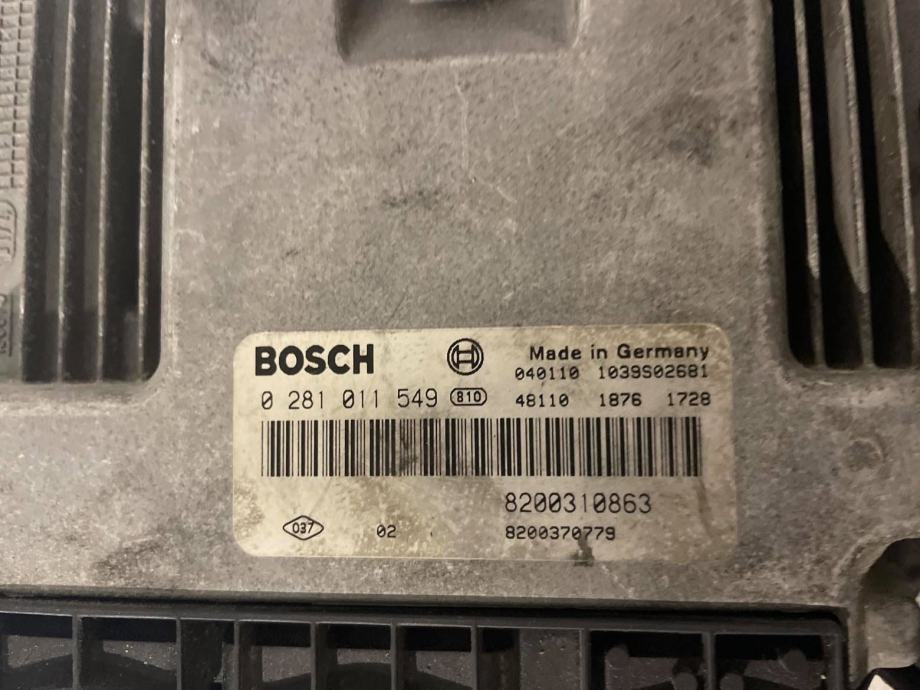 BOSCH
Made in Germany
040110 1039S02681
0 281 011 549 810
48110 1876 1728
8200310863
037 02 8200370779